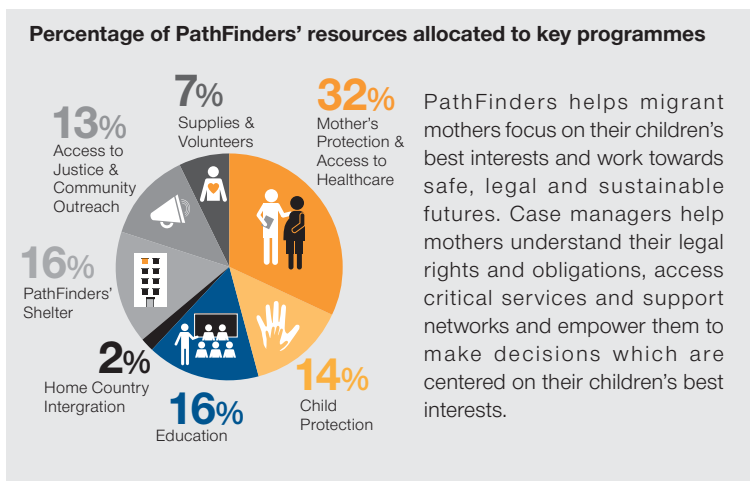 Percentage of PathFinders’ resources allocated to key programmes
7%
Supplies &
Volunteers
32%
Mother’s
Protection &
Access to
Healthcare
13%
Access to
Justice &
Community
Outreach
16%
PathFinders’
Shelter
2%
Home Country
Intergration
16%
Education
14%
Child
Protection
PathFinders helps migrant
mothers focus on their children’s
best interests and work towards
safe, legal and sustainable
futures. Case managers help
mothers understand their legal
rights and obligations, access
critical services and support
networks and empower them to
make decisions which are
centered on their children’s best
interests.